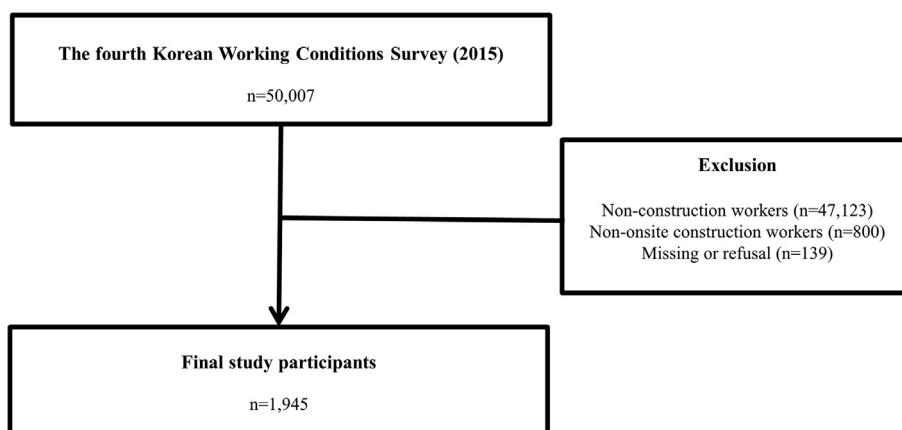 The fourth Korean Working Conditions Survey (2015)
n=50,007
Exclusion
Non-construction workers (n=47,123)
Non-onsite construction workers (n=800)
Missing or refusal (n=139)
Final study participants
n=1,945